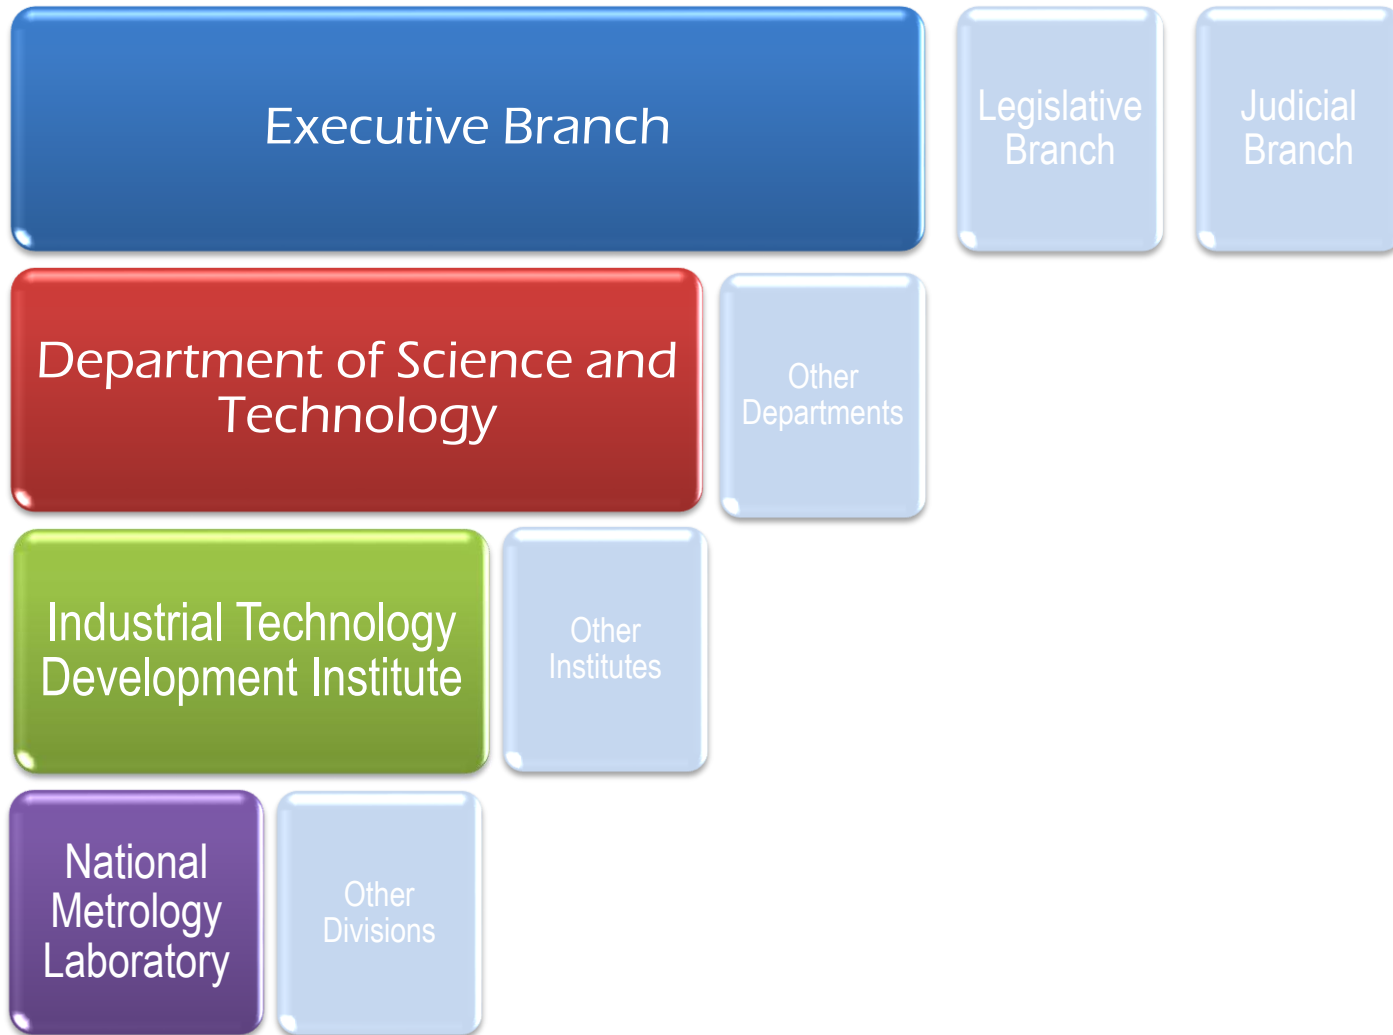 Executive Branch
Legislative
Branch
Judicial
Branch
Department of Science and
Technology
Other
Departments
Industrial Technology
Development Institute
Other
Institutes
National
Metrology
Laboratory
Other
Divisions